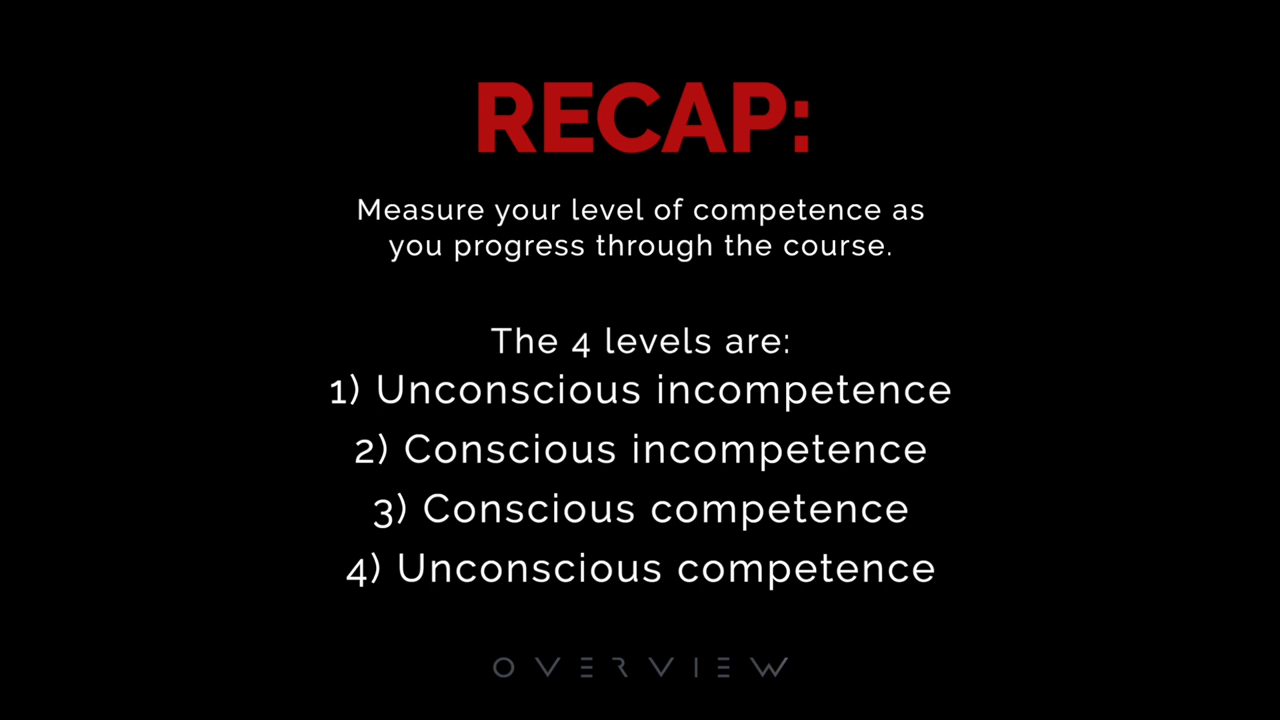 RECAP:
Measure your level of competence as
you progress through the course.
The 4 levels are:
1) Unconscious incompetence
2) Conscious incompetence
3) Conscious competence
4) Unconscious competence
OVERVIEW